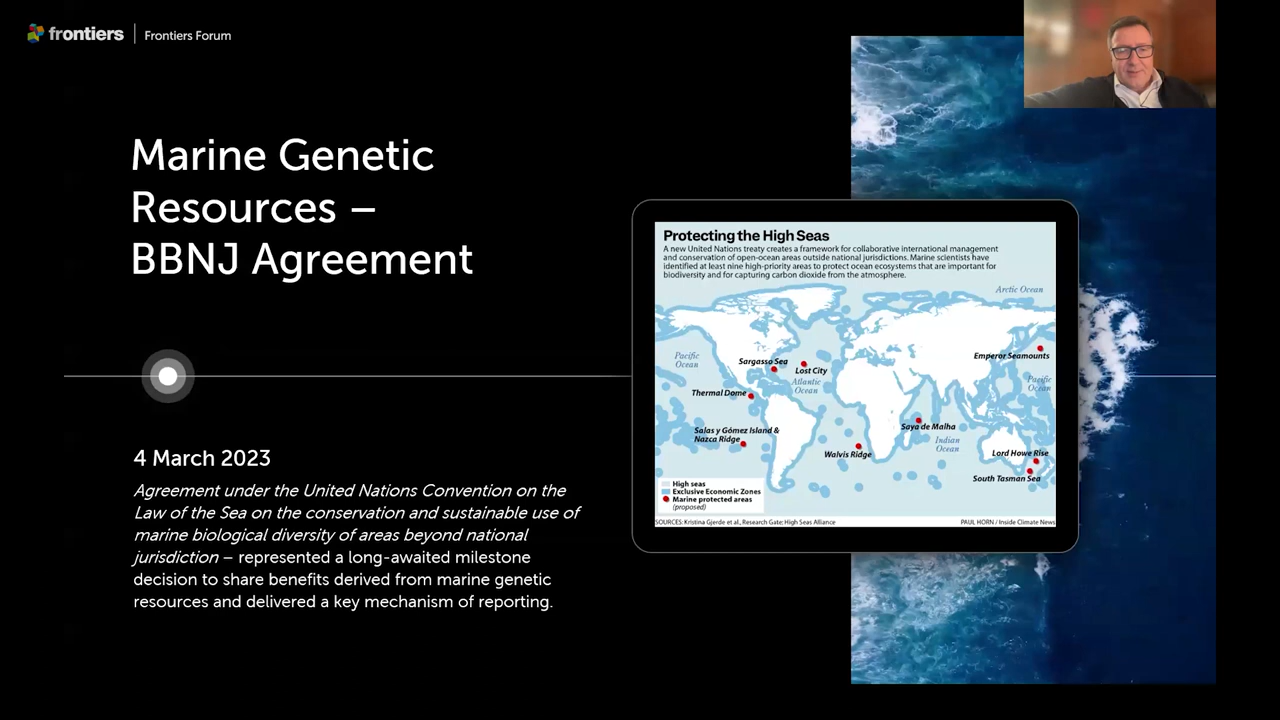 frontiers | Frontiers Forum
Marine Genetic
Resources –
BBNJ Agreement
4 March 2023
Agreement under the United Nations Convention on the
Law of the Sea on the conservation and sustainable use of
marine biological diversity of areas beyond national
jurisdiction – represented a long-awaited milestone
decision to share benefits derived from marine genetic
resources and delivered a key mechanism of reporting.
Protecting the High Seas
A new United Nations treaty creates a framework for collaborative international management
and conservation of open-ocean areas outside national jurisdictions. Marine scientists have
identified at least nine high-priority areas to protect ocean ecosystems that are important for
biodiversity and for capturing carbon dioxide from the atmosphere.
Arctic Ocean
Pacific
Ocean
Sargasso Sea
Lost City
Atlantic
Ocean
Emperor Seamounts
Pacific
Ocean
Thermal Dome
Salas y Gómez Island &
Nazca Ridge
Walvis Ridge
Saya de Malha
Indian
Ocean
Lord Howe Rise
South Tasman Sea
High seas
Exclusive Economic Zones
Marine protected areas
(proposed)
SOURCES: Kristina Gjerde et al., Research Gate; High Seas Alliance
PAUL HORN / Inside Climate News